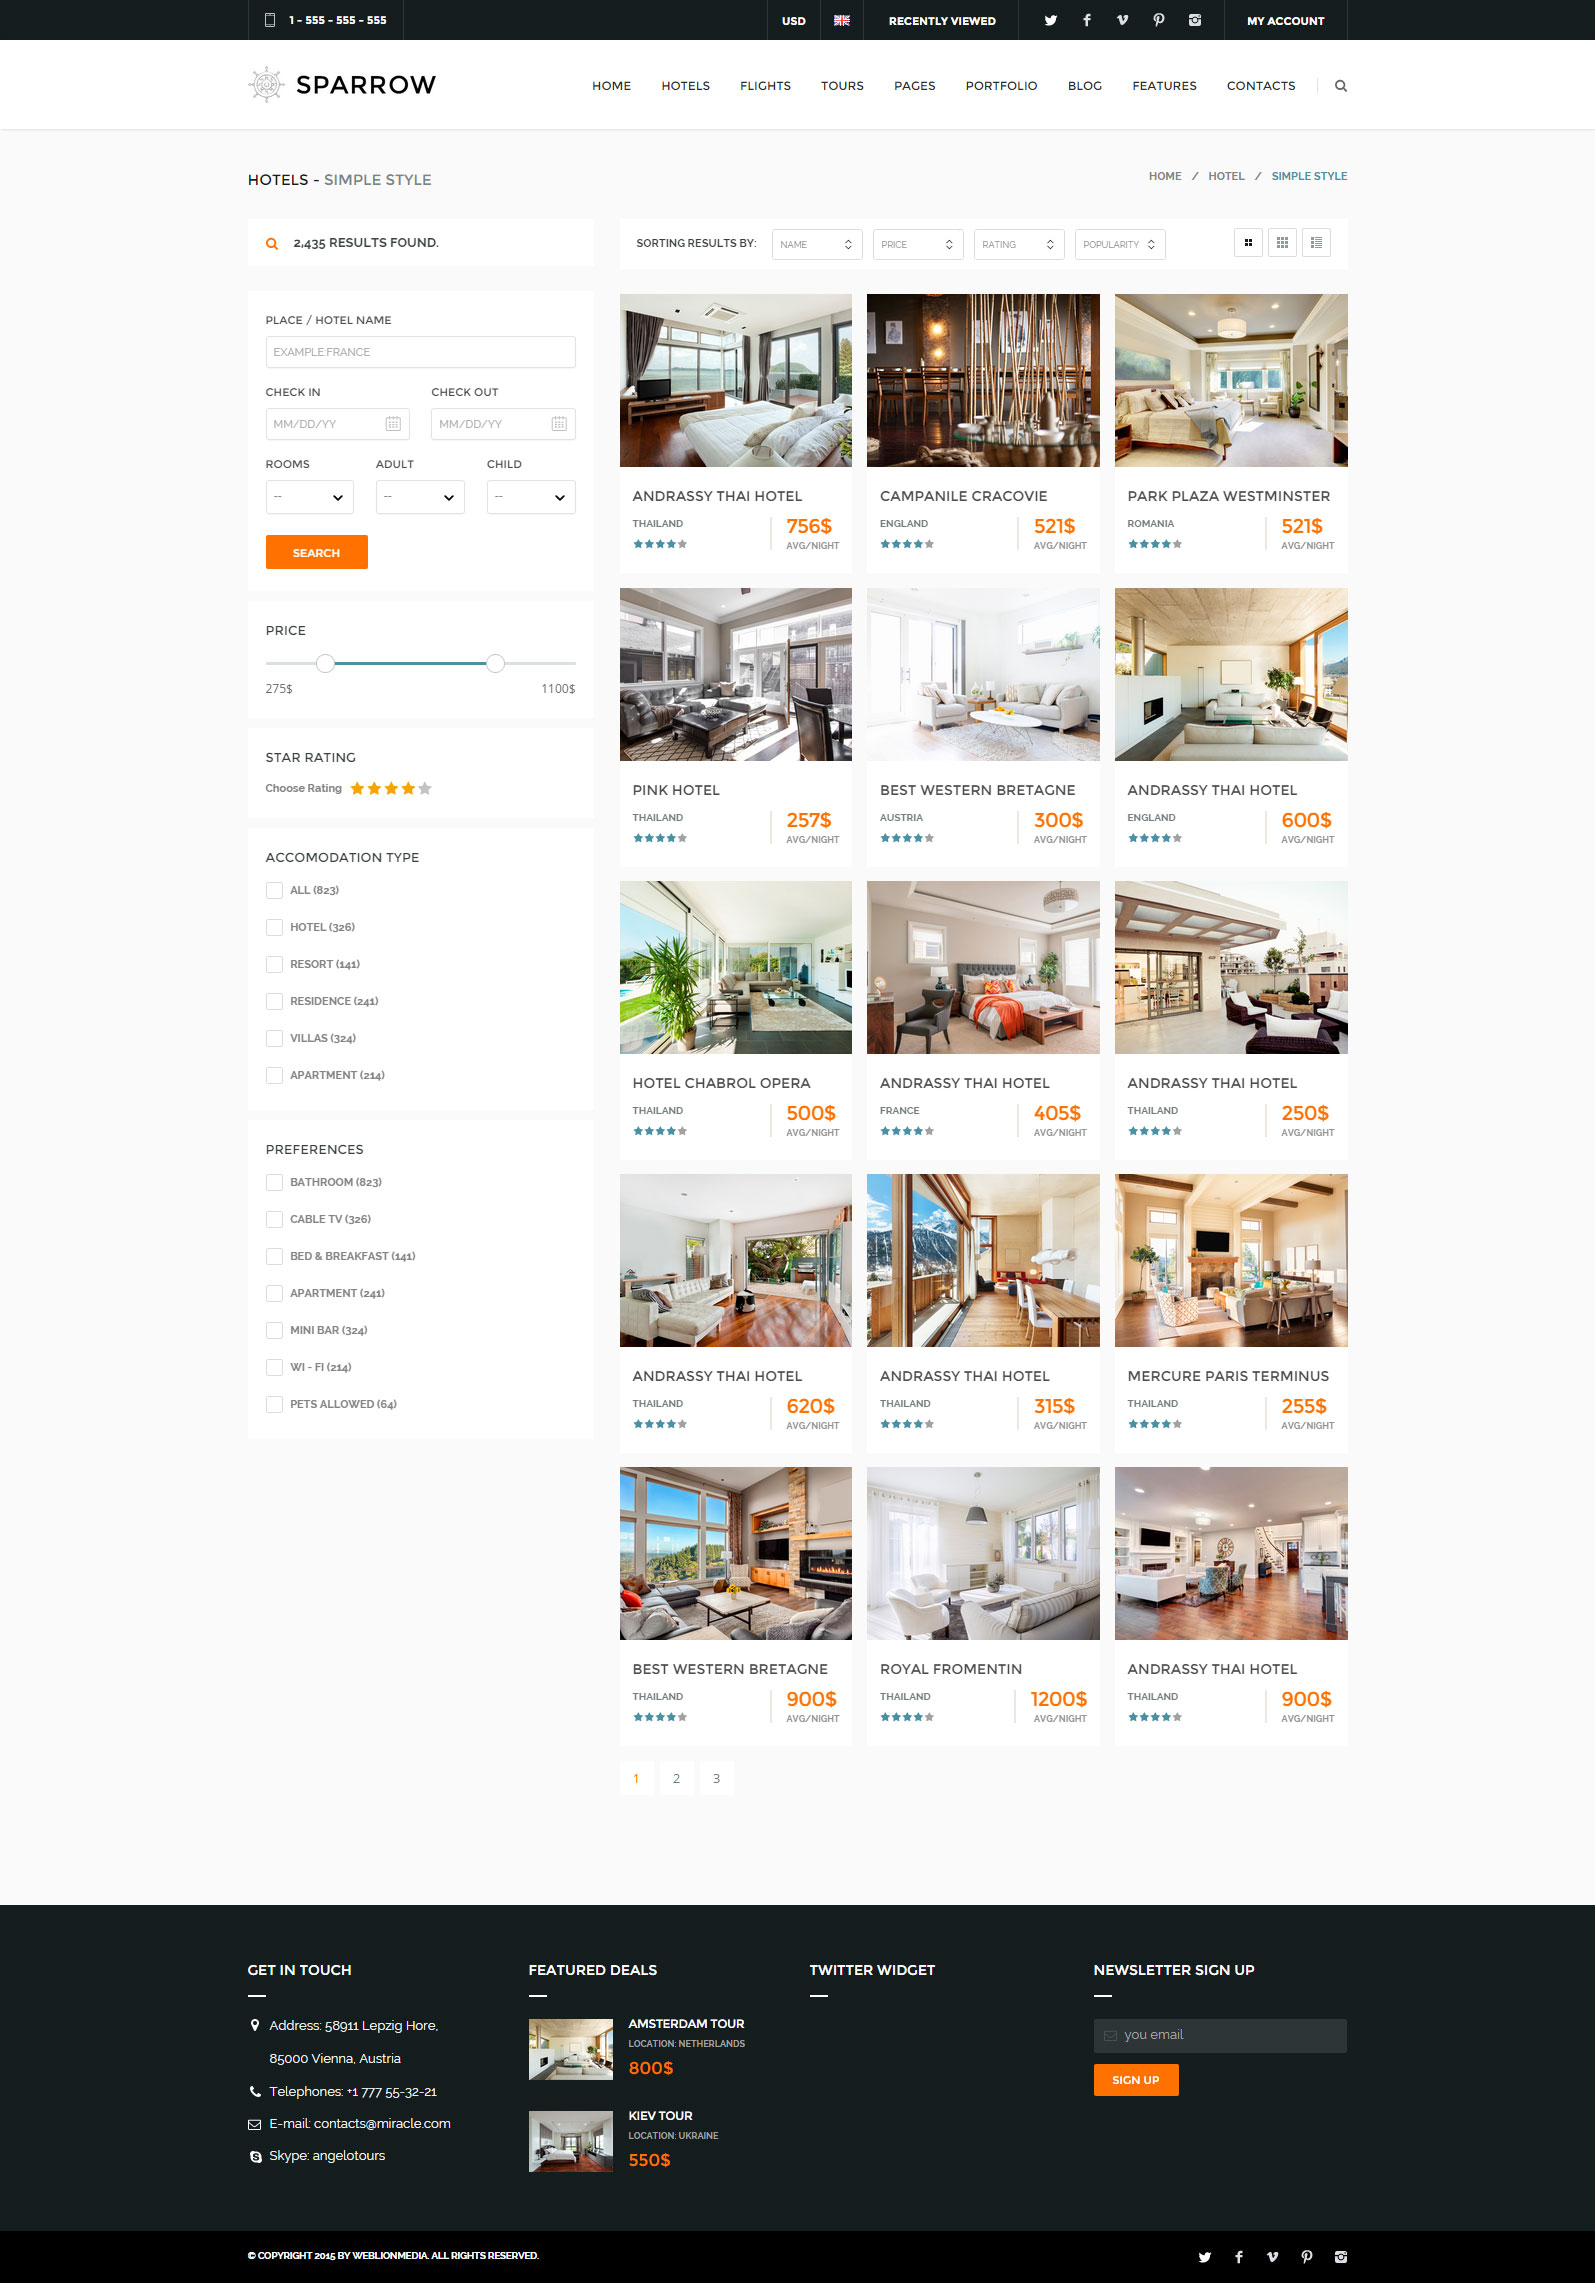 1 - 555 - 555 - 555
USD
RECENTLY VIEWED
MY ACCOUNT
SPARROW
HOME HOTELS FLIGHTS TOURS PAGES PORTFOLIO BLOG FEATURES CONTACTS
HOTELS - SIMPLE STYLE
HOME / HOTEL / SIMPLE STYLE
2,435 RESULTS FOUND.
PLACE / HOTEL NAME
EXAMPLE:FRANCE
CHECK IN CHECK OUT
MM/DD/YY MM/DD/YY
ROOMS ADULT CHILD
-- -- --
SEARCH
PRICE
275$ 1100$
STAR RATING
Choose Rating
ACCOMODATION TYPE
ALL (823)
HOTEL (326)
RESORT (141)
RESIDENCE (241)
VILLAS (324)
APARTMENT (214)
PREFERENCES
BATHROOM (823)
CABLE TV (326)
BED & BREAKFAST (141)
APARTMENT (241)
MINI BAR (324)
WI - FI (214)
PETS ALLOWED (64)
SORTING RESULTS BY: NAME PRICE RATING POPULARITY
ANDRASSY THAI HOTEL
THAILAND
756$
AVG/NIGHT
CAMPANILE CRACOVIE
ENGLAND
521$
AVG/NIGHT
PARK PLAZA WESTMINSTER
ROMANIA
521$
AVG/NIGHT
PINK HOTEL
THAILAND
257$
AVG/NIGHT
BEST WESTERN BRETAGNE
AUSTRIA
300$
AVG/NIGHT
ANDRASSY THAI HOTEL
ENGLAND
600$
AVG/NIGHT
HOTEL CHABROL OPERA
THAILAND
500$
AVG/NIGHT
ANDRASSY THAI HOTEL
FRANCE
405$
AVG/NIGHT
ANDRASSY THAI HOTEL
THAILAND
250$
AVG/NIGHT
ANDRASSY THAI HOTEL
THAILAND
620$
AVG/NIGHT
ANDRASSY THAI HOTEL
THAILAND
315$
AVG/NIGHT
MERCURE PARIS TERMINUS
THAILAND
255$
AVG/NIGHT
BEST WESTERN BRETAGNE
THAILAND
900$
AVG/NIGHT
ROYAL FROMENTIN
THAILAND
1200$
AVG/NIGHT
ANDRASSY THAI HOTEL
THAILAND
900$
AVG/NIGHT
1 2 3
GET IN TOUCH
Address: 58911 Lepzig Hore,
85000 Vienna, Austria
Telephones: +1 777 55-32-21
E-mail: contacts@miracle.com
Skype: angelotours
FEATURED DEALS
AMSTERDAM TOUR
LOCATION: NETHERLANDS
800$
KIEV TOUR
LOCATION: UKRAINE
550$
TWITTER WIDGET
NEWSLETTER SIGN UP
you email
SIGN UP
© COPYRIGHT 2015 BY WEBLIONMEDIA. ALL RIGHTS RESERVED.